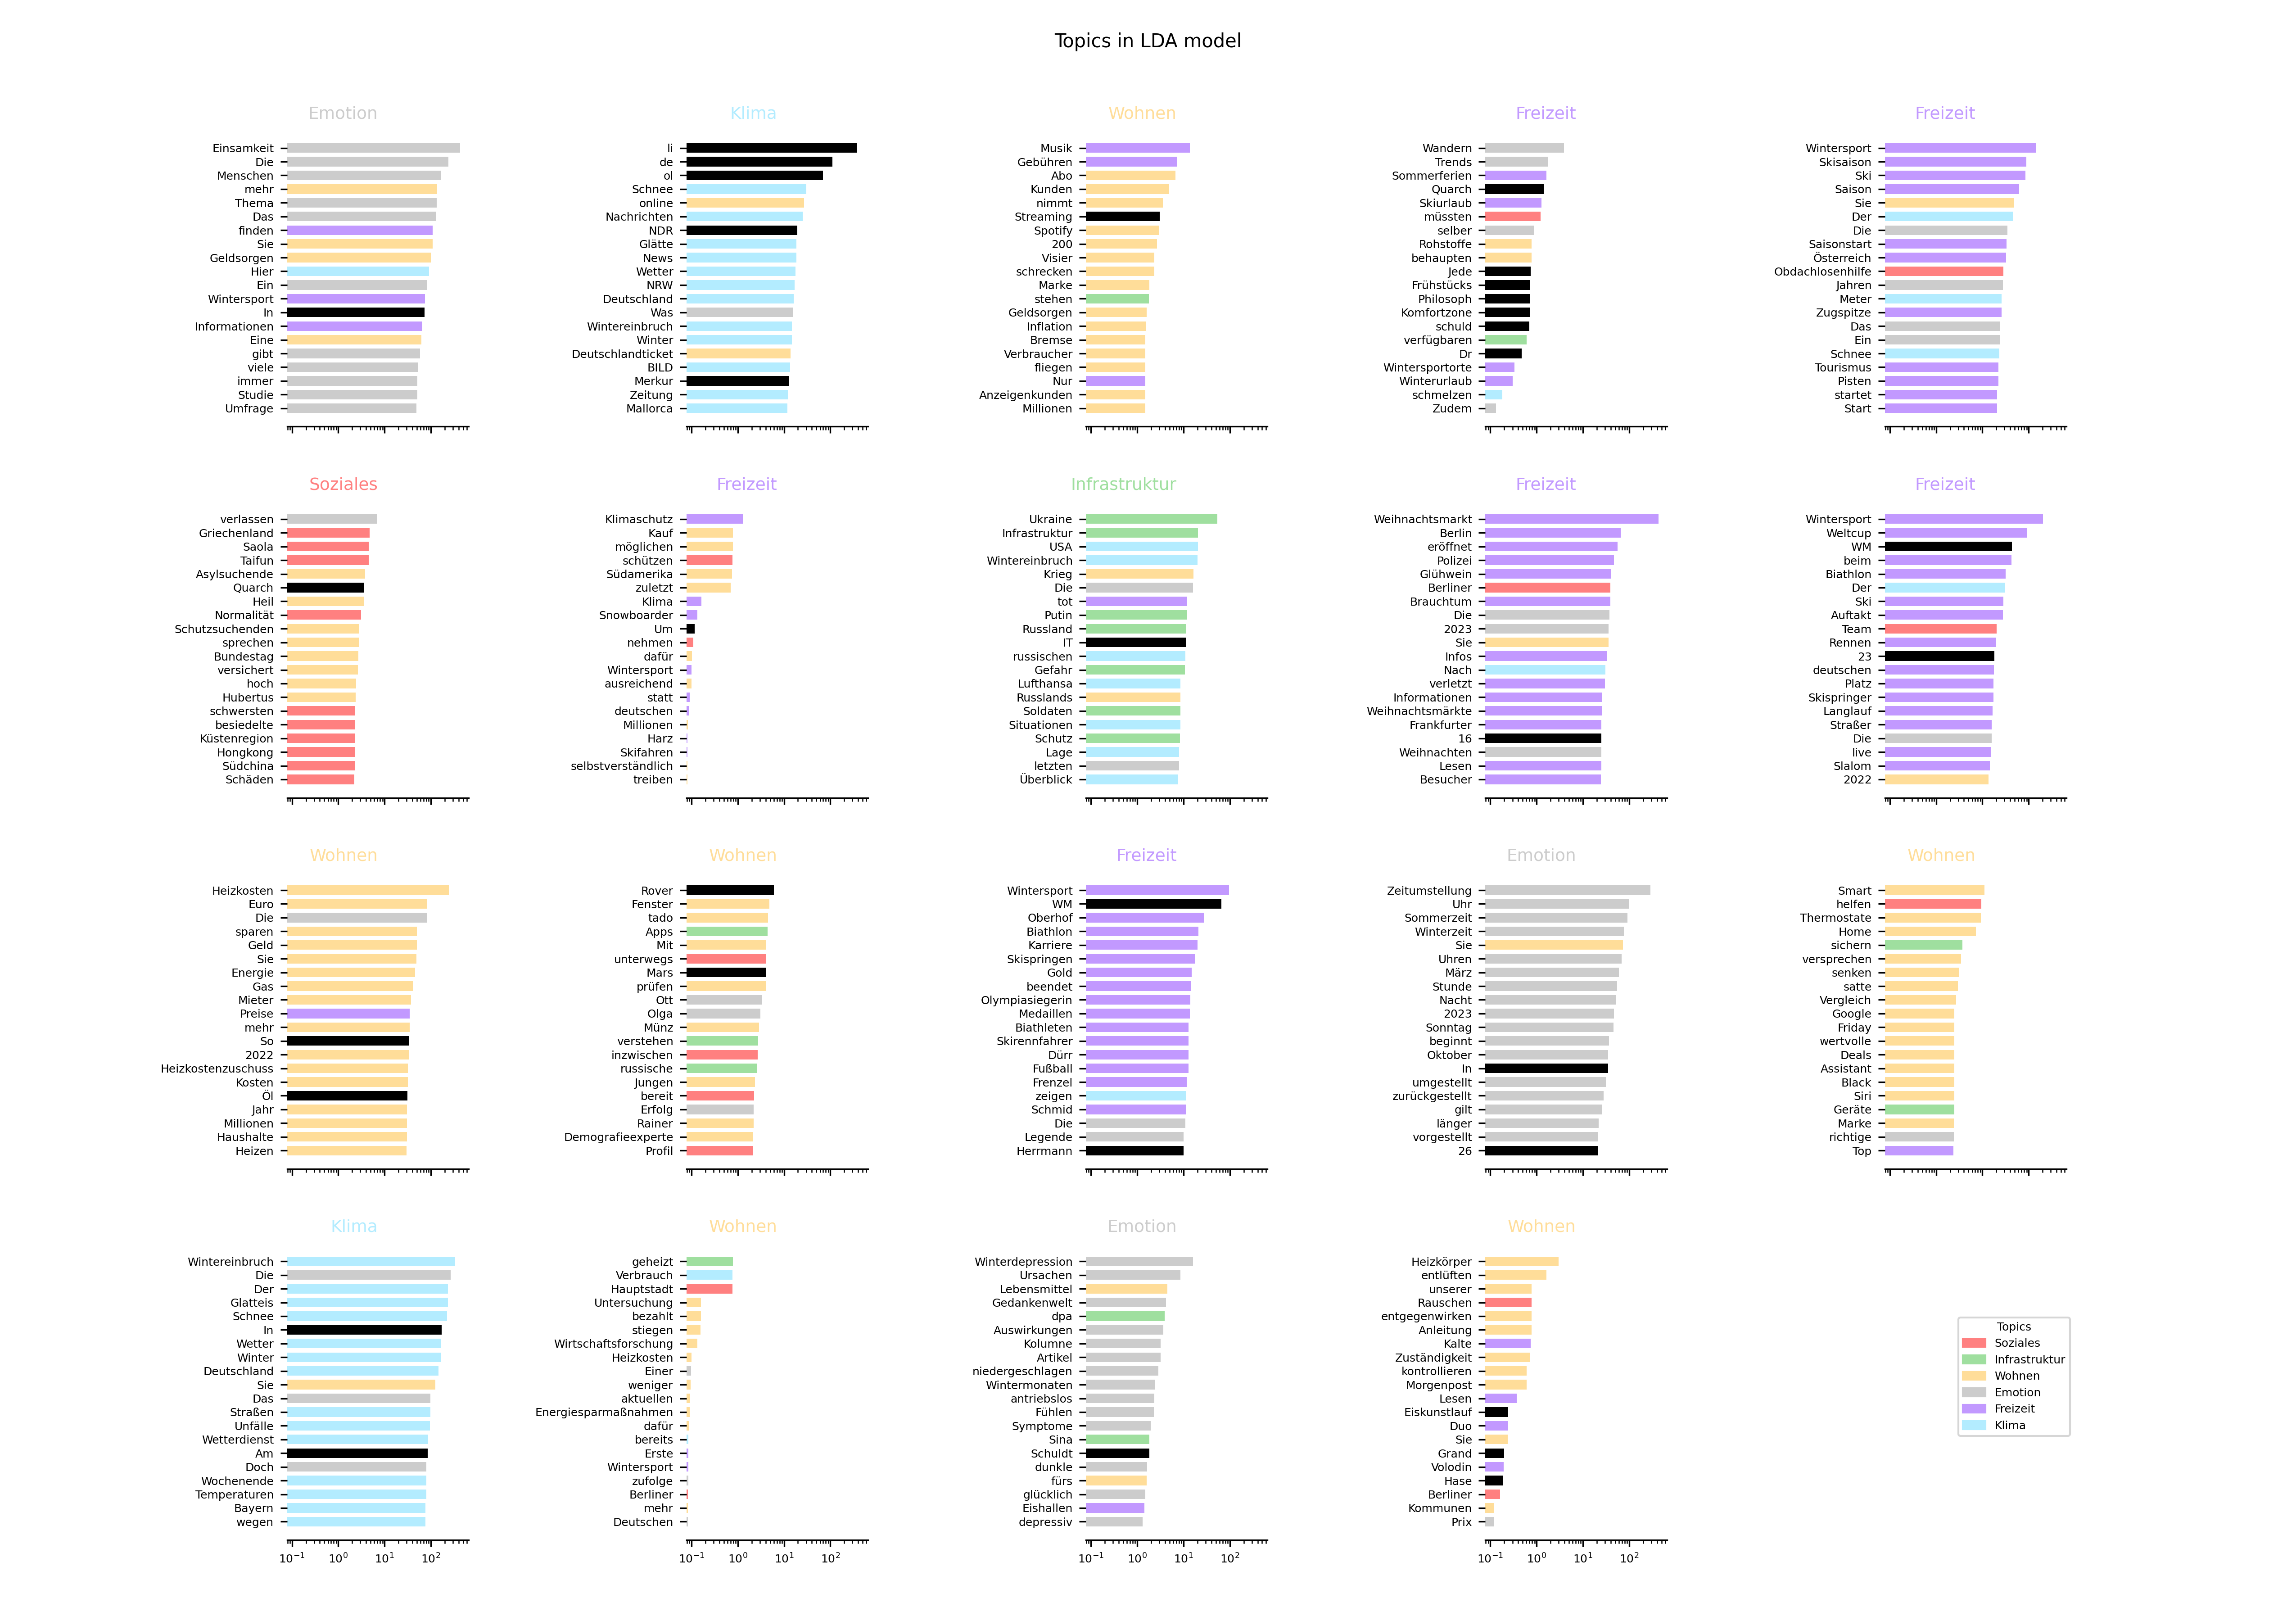 Topics in LDA model
Emotion
Einsamkeit
Die
Menschen
mehr
Thema
Das
finden
Sie
Geldsorgen
Hier
Ein
Wintersport
In
Informationen
Eine
gibt
viele
immer
Studie
Umfrage
Klima
li
de
ol
Schnee
online
Nachrichten
NDR
Glätte
News
Wetter
NRW
Deutschland
Was
Wintereinbruch
Winter
Deutschlandticket
BILD
Merkur
Zeitung
Mallorca
Wohnen
Musik
Gebühren
Abo
Kunden
nimmt
Streaming
Spotify
200
Visier
schrecken
Marke
stehen
Geldsorgen
Inflation
Bremse
Verbraucher
fliegen
Nur
Anzeigenkunden
Millionen
Freizeit
Wandern
Trends
Sommerferien
Quarch
Skiurlaub
müssten
selber
Rohstoffe
behaupten
Jede
Frühstücks
Philosoph
Komfortzone
schuld
verfügbaren
Dr
Wintersportorte
Winterurlaub
schmelzen
Zudem
Freizeit
Wintersport
Skisaison
Ski
Saison
Sie
Der
Die
Saisonstart
Österreich
Obdachlosenhilfe
Jahren
Meter
Zugspitze
Das
Ein
Schnee
Tourismus
Pisten
startet
Start
Soziales
verlassen
Griechenland
Saola
Taifun
Asylsuchende
Quarch
Heil
Normalität
Schutzsuchenden
sprechen
Bundestag
versichert
hoch
Hubertus
schwersten
besiedelte
Küstenregion
Hongkong
Südchina
Schäden
Freizeit
Klimaschutz
Kauf
möglichen
schützen
Südamerika
zuletzt
Klima
Snowboarder
Um
nehmen
dafür
Wintersport
ausreichend
statt
deutschen
Millionen
Harz
Skifahren
selbstverständlich
treiben
Infrastruktur
Ukraine
Infrastruktur
USA
Wintereinbruch
Krieg
Die
tot
Putin
Russland
IT
russischen
Gefahr
Lufthansa
Russlands
Soldaten
Situationen
Schutz
Lage
letzten
Überblick
Freizeit
Weihnachtsmarkt
Berlin
eröffnet
Polizei
Glühwein
Berliner
Brauchtum
Die
2023
Sie
Infos
Nach
verletzt
Informationen
Weihnachtsmärkte
Frankfurter
16
Weihnachten
Lesen
Besucher
Freizeit
Wintersport
Weltcup
WM
beim
Biathlon
Der
Ski
Auftakt
Team
Rennen
23
deutschen
Platz
Skispringer
Langlauf
Straßer
Die
live
Slalom
2022
Wohnen
Heizkosten
Euro
Die
sparen
Geld
Sie
Energie
Gas
Mieter
Preise
mehr
So
2022
Heizkostenzuschuss
Kosten
Öl
Jahr
Millionen
Haushalte
Heizen
Wohnen
Rover
Fenster
tado
Apps
Mit
unterwegs
Mars
prüfen
Ott
Olga
Münz
verstehen
inzwischen
russische
Jungen
bereit
Erfolg
Rainer
Demografieexperte
Profil
Freizeit
Wintersport
WM
Oberhof
Biathlon
Karriere
Skispringen
Gold
beendet
Olympiasiegerin
Medaillen
Biathleten
Skirennfahrer
Dürr
Fußball
Frenzel
zeigen
Schmid
Die
Legende
Herrmann
Emotion
Zeitumstellung
Uhr
Sommerzeit
Winterzeit
Sie
Uhren
März
Stunde
Nacht
2023
Sonntag
beginnt
Oktober
In
umgestellt
zurückgestellt
gilt
länger
vorgestellt
26
Wohnen
Smart
helfen
Thermostate
Home
sichern
versprechen
senken
satte
Vergleich
Google
Friday
wertvolle
Deals
Assistant
Black
Siri
Geräte
Marke
richtige
Top
Klima
Wintereinbruch
Die
Der
Glatteis
Schnee
In
Wetter
Winter
Deutschland
Sie
Das
Straßen
Unfälle
Wetterdienst
Am
Doch
Wochenende
Temperaturen
Bayern
wegen
10⁻¹ 10⁰ 10¹ 10²
Wohnen
geheizt
Verbrauch
Hauptstadt
Untersuchung
bezahlt
stiegen
Wirtschaftsforschung
Heizkosten
Einer
weniger
aktuellen
Energiesparmaßnahmen
dafür
bereits
Erste
Wintersport
zufolge
Berliner
mehr
Deutschen
10⁻¹ 10⁰ 10¹ 10²
Emotion
Winterdepression
Ursachen
Lebensmittel
Gedankenwelt
dpa
Auswirkungen
Kolumne
Artikel
niedergeschlagen
Wintermonaten
antriebslos
Fühlen
Symptome
Sina
Schuldt
dunkle
fürs
glücklich
Eishallen
depressiv
10⁻¹ 10⁰ 10¹ 10²
Wohnen
Heizkörper
entlüften
unserer
Rauschen
entgegenwirken
Anleitung
Kalte
Zuständigkeit
kontrollieren
Morgenpost
Lesen
Eiskunstlauf
Duo
Sie
Grand
Volodin
Hase
Berliner
Kommunen
Prix
10⁻¹ 10⁰ 10¹ 10²
Topics
Soziales
Infrastruktur
Wohnen
Emotion
Freizeit
Klima